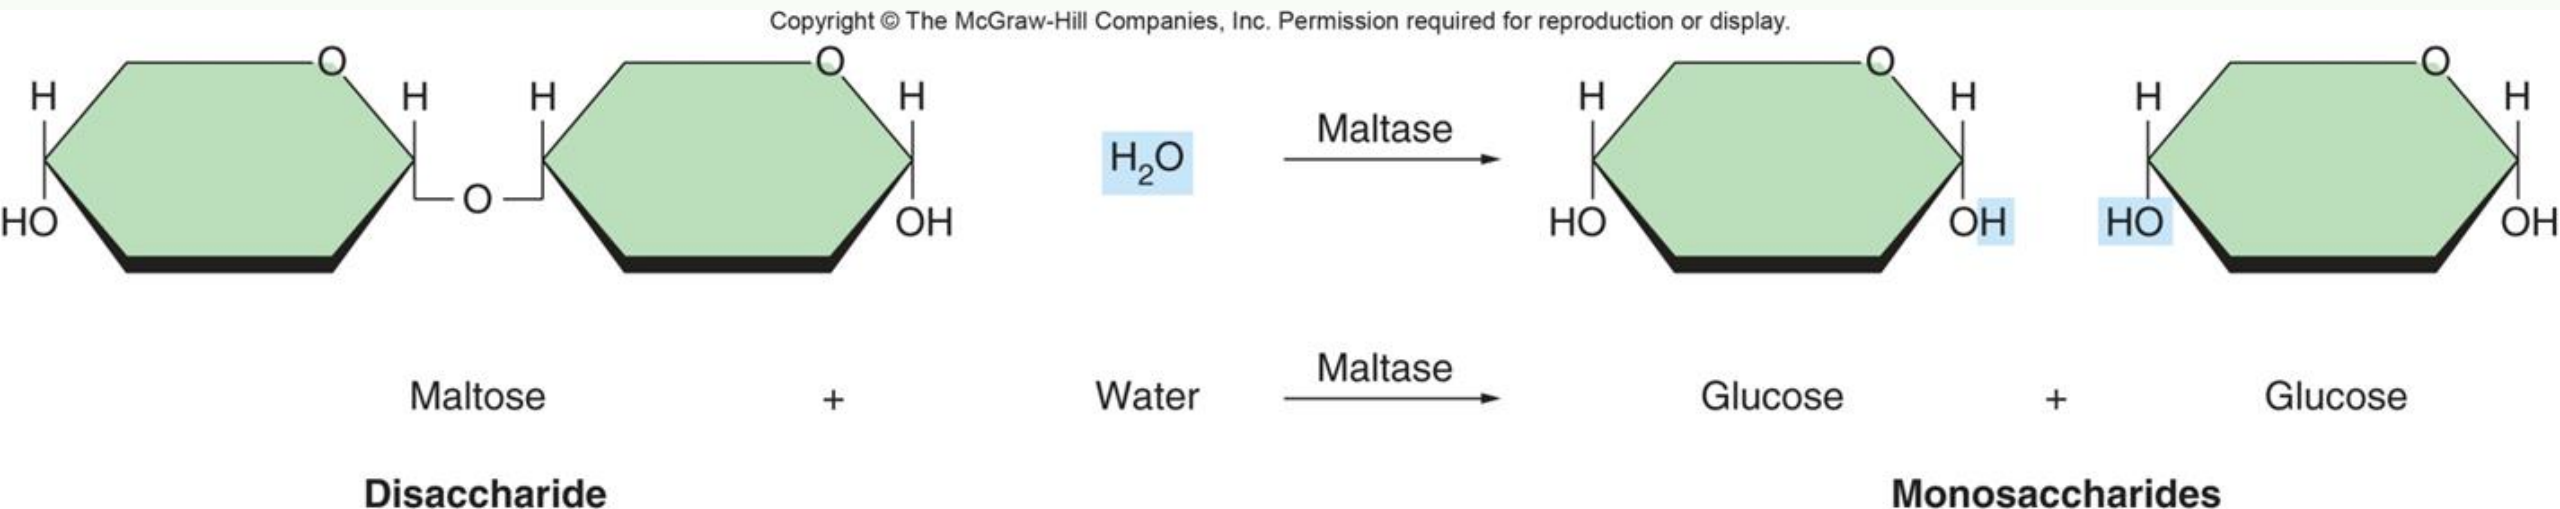 Copyright © The McGraw-Hill Companies, Inc. Permission required for reproduction or display.
O O O O
H H H H H H H H
H₂O Maltase
O
HO OH HO OH HO OH
Maltose + Water Maltase Glucose + Glucose
Disaccharide Monosaccharides